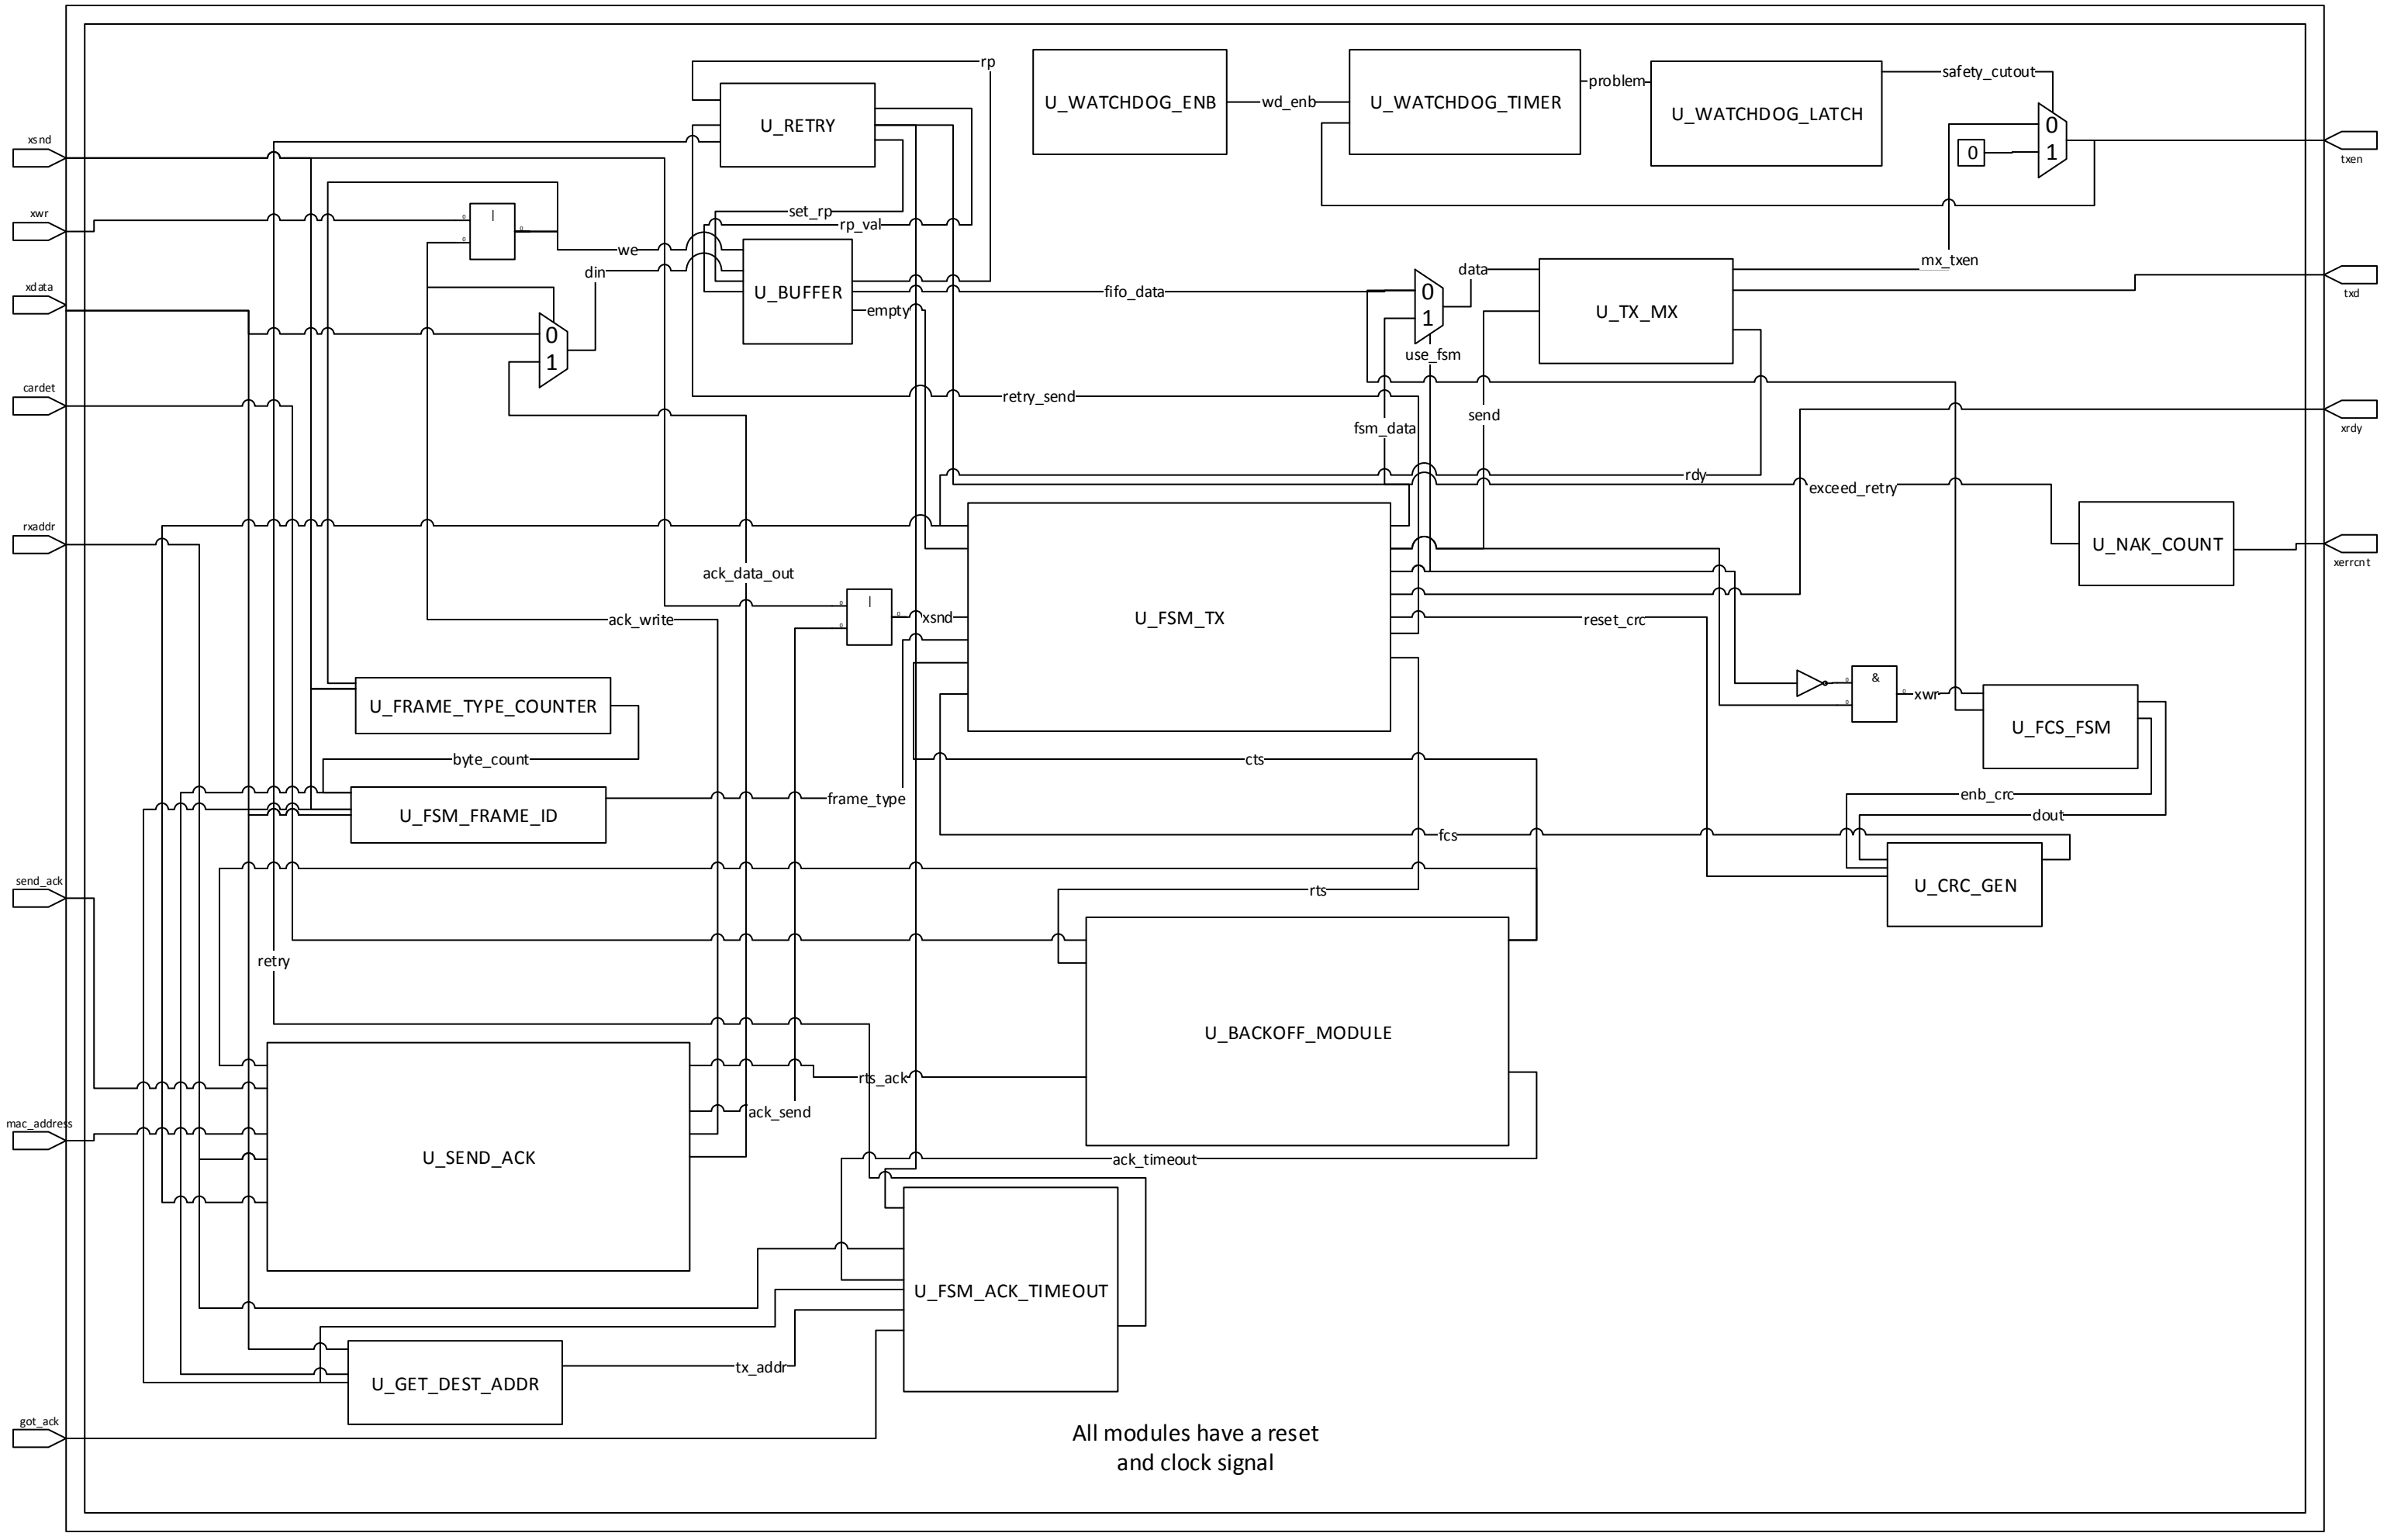 rp
safety_cutout
problem
U_WATCHDOG_ENB
wd_enb
U_WATCHDOG_TIMER
U_WATCHDOG_LATCH
U_RETRY
0
0
1
xsnd
txen
set_rp
xwr
|
rp_val
we
din
mx_txen
data
U_BUFFER
fifo_data
0
xdata
txd
empty
U_TX_MX
1
0
1
use_fsm
cardet
retry_send
send
fsm_data
xrdy
rdy
exceed_retry
rxaddr
U_NAK_COUNT
xerrcnt
ack_data_out
|
ack_write
xsnd
U_FSM_TX
reset_crc
&
xwr
U_FRAME_TYPE_COUNTER
U_FCS_FSM
byte_count
cts
enb_crc
frame_type
U_FSM_FRAME_ID
dout
fcs
send_ack
rts
U_CRC_GEN
retry
U_BACKOFF_MODULE
rts_ack
ack_send
mac_address
U_SEND_ACK
ack_timeout
U_FSM_ACK_TIMEOUT
tx_addr
U_GET_DEST_ADDR
got_ack
All modules have a reset
and clock signal